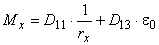 M_x = D_11 · 1/r_x + D_13 · ε_0